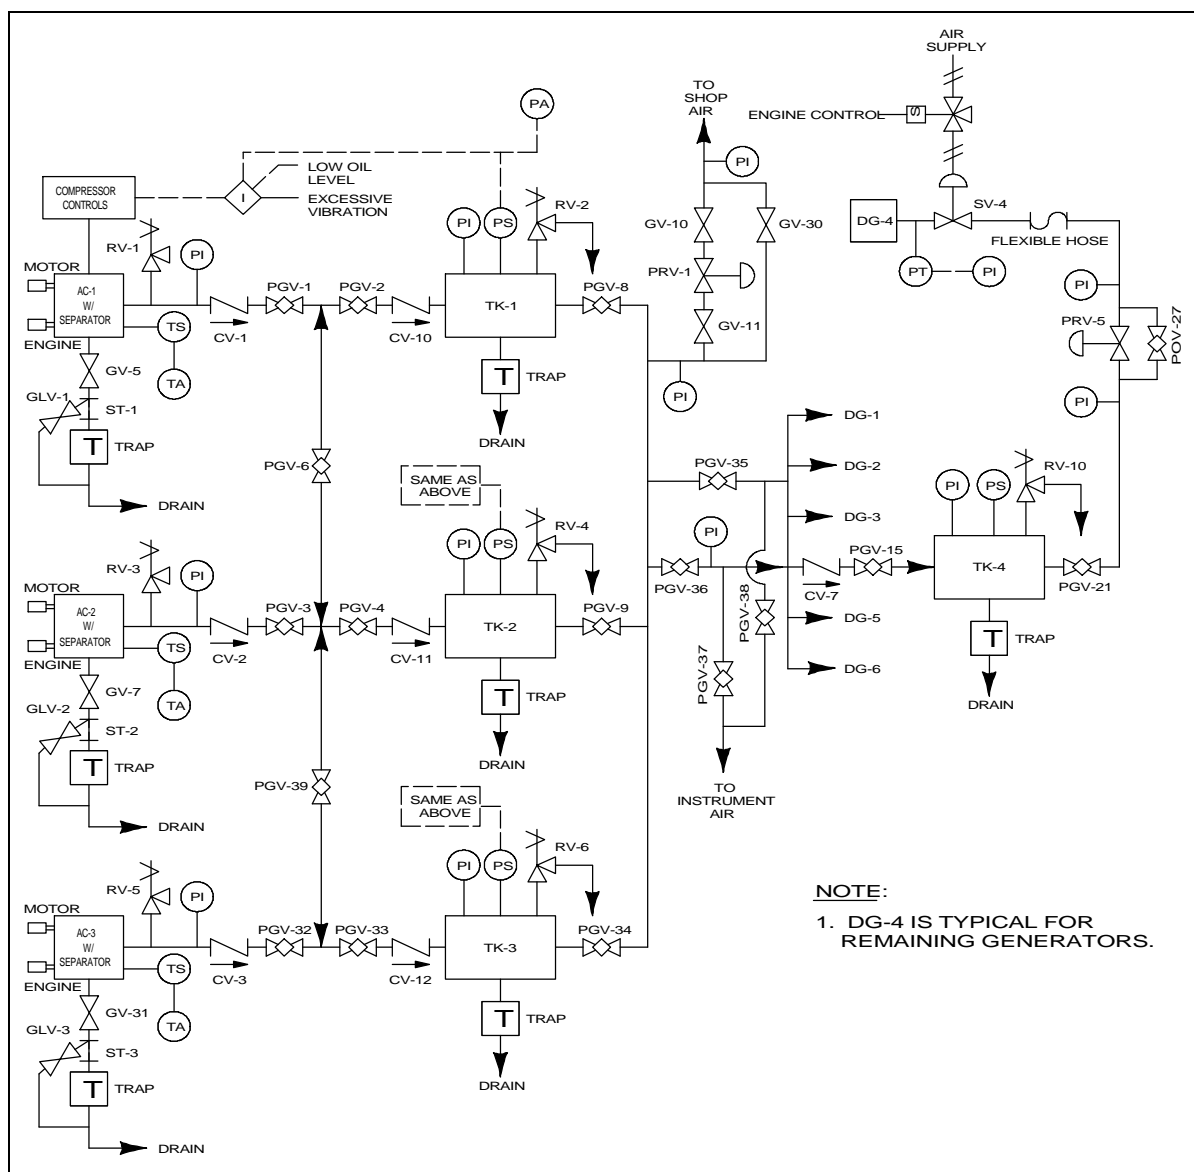 AIR
SUPPLY
TO
SHOP
AIR
ENGINE CONTROL
S
PA
PI
LOW OIL
LEVEL
EXCESSIVE
VIBRATION
I
COMPRESSOR
CONTROLS
RV-2
PI
PS
GV-10
GV-30
DG-4
SV-4
FLEXIBLE HOSE
PT
PI
RV-1
PI
MOTOR
AC-1
W/
SEPARATOR
ENGINE
PGV-1
PGV-2
TK-1
PGV-8
PRV-1
GV-11
PI
PRV-5
POV-27
TS
CV-1
CV-10
TA
GV-5
GLV-1
ST-1
T
TRAP
T
TRAP
DRAIN
PI
PI
DG-1
PGV-6
PGV-35
DG-2
SAME AS
ABOVE
DRAIN
RV-4
PI
PS
DG-3
PI
RV-10
PI
PS
RV-3
PI
MOTOR
AC-2
W/
SEPARATOR
ENGINE
PGV-3
PGV-4
TK-2
PGV-9
PGV-36
PGV-15
TK-4
PGV-21
CV-7
TS
CV-2
CV-11
PGV-38
DG-5
TA
GV-7
GLV-2
ST-2
T
TRAP
T
TRAP
DRAIN
PGV-37
DG-6
T
TRAP
DRAIN
PGV-39
TO
INSTRUMENT
AIR
SAME AS
ABOVE
DRAIN
RV-6
PI
PS
RV-5
PI
MOTOR
AC-3
W/
SEPARATOR
ENGINE
PGV-32
PGV-33
TK-3
PGV-34
TS
CV-3
CV-12
TA
GV-31
GLV-3
ST-3
T
TRAP
T
TRAP
DRAIN
DRAIN
NOTE:
1. DG-4 IS TYPICAL FOR
REMAINING GENERATORS.